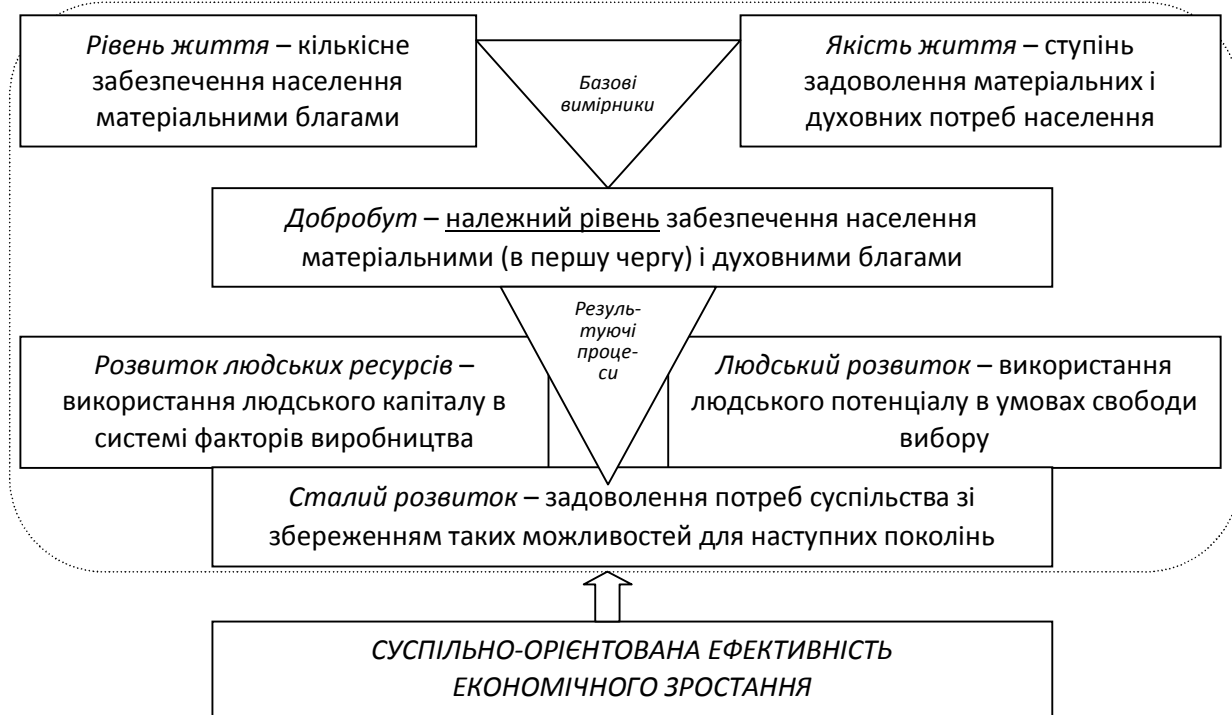 Рівень життя – кількісне
забезпечення населення
матеріальними благами
Базові
вимірники
Якість життя – ступінь
задоволення матеріальних і
духовних потреб населення
Добробут – належний рівень забезпечення населення
матеріальними (в першу чергу) і духовними благами
Резуль-
туючі
проце-
си
Розвиток людських ресурсів –
використання людського капіталу в
системі факторів виробництва
Людський розвиток – використання
людського потенціалу в умовах свободи
вибору
Сталий розвиток – задоволення потреб суспільства зі
збереженням таких можливостей для наступних поколінь
СУСПІЛЬНО-ОРІЄНТОВАНА ЕФЕКТИВНІСТЬ
ЕКОНОМІЧНОГО ЗРОСТАННЯ